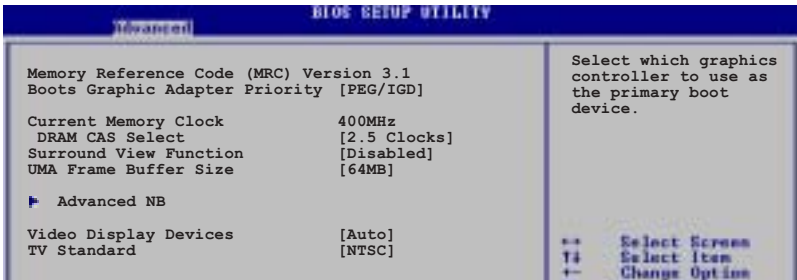 BIOS SETUP UTILITY
Advanced
Memory Reference Code (MRC) Version 3.1
Boots Graphic Adapter Priority [PEG/IGD]
Current Memory Clock 400MHz
DRAM CAS Select [2.5 Clocks]
Surround View Function [Disabled]
UMA Frame Buffer Size [64MB]
Advanced NB
Video Display Devices [Auto]
TV Standard [NTSC]
Select which graphics
controller to use as
the primary boot
device.
↔ Select Screen
↑↓ Select Item
+- Change Option